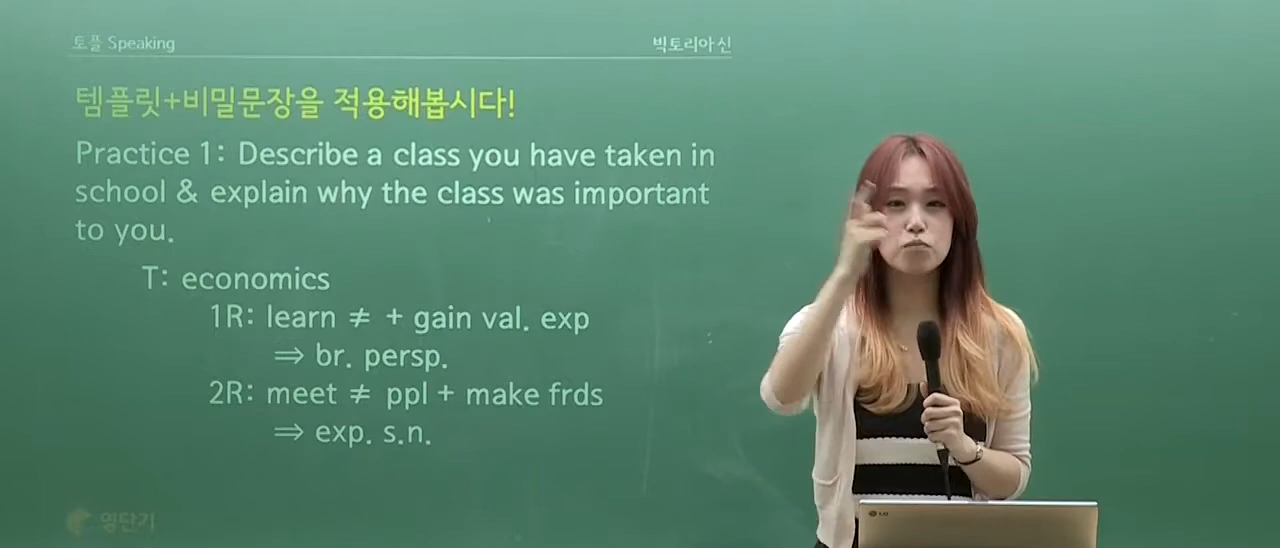 토플 Speaking
빅토리아신
템플릿+비밀문장을 적용해봅시다!
Practice 1: Describe a class you have taken in
school & explain why the class was important
to you.
T: economics
1R: learn ≠ + gain val. exp
⇒ br. persp.
2R: meet ≠ ppl + make frds
⇒ exp. s.n.
영단기
LG